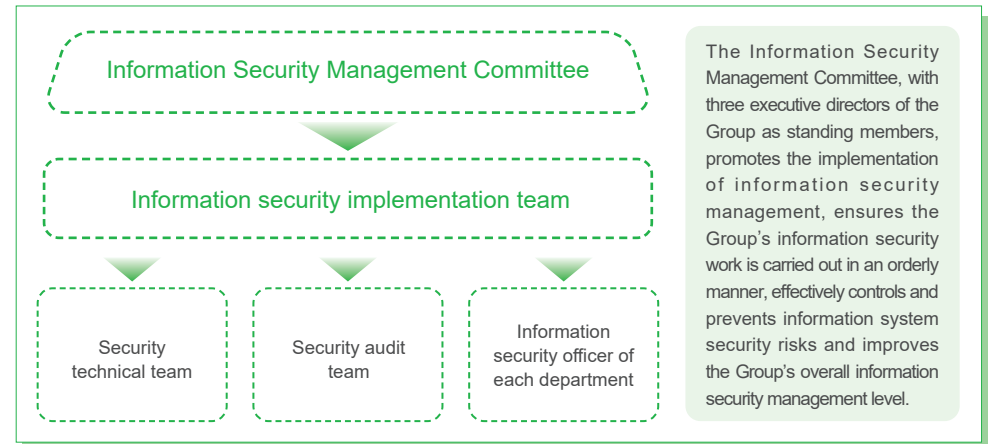 Information Security Management Committee
Information security implementation team
Security
technical team
Security audit
team
Information
security officer of
each department
The Information Security
Management Committee, with
three executive directors of the
Group as standing members,
promotes the implementation
of information security
management, ensures the
Group’s information security
work is carried out in an orderly
manner, effectively controls and
prevents information system
security risks and improves
the Group’s overall information
security management level.